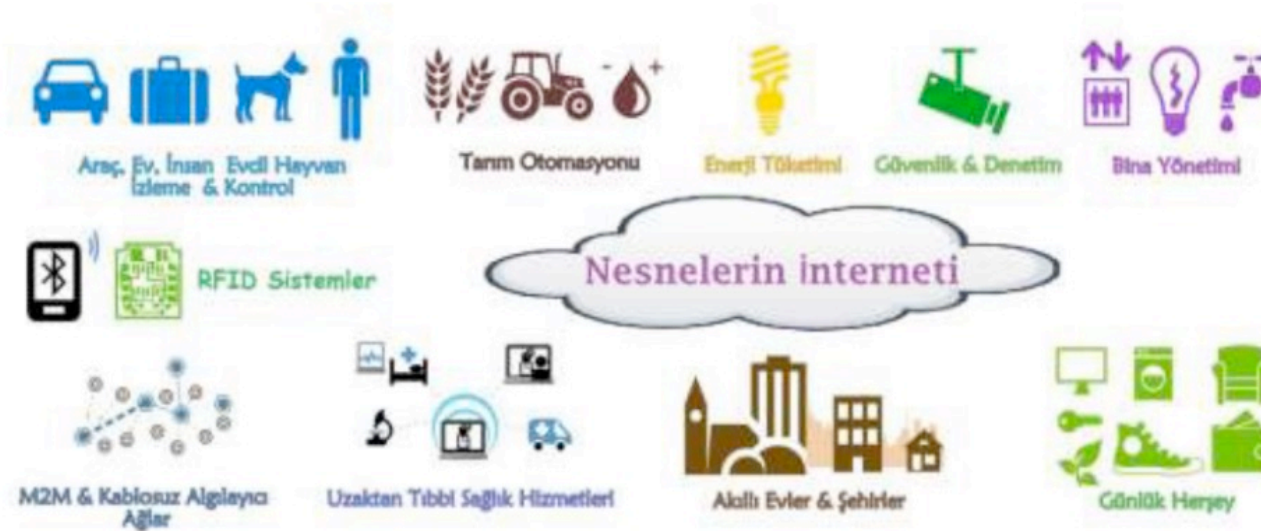 Araç, Ev, İnsan Evcil Hayvan
İzleme & Kontrol
Tarım Otomasyonu
Enerji Tüketimi
Güvenlik & Denetim
Bina Yönetimi
RFID Sistemler
Nesnelerin İnterneti
M2M & Kablosuz Algılayıcı
Ağlar
Uzaktan Tıbbi Sağlık Hizmetleri
Akıllı Evler & Şehirler
Günlük Herşey